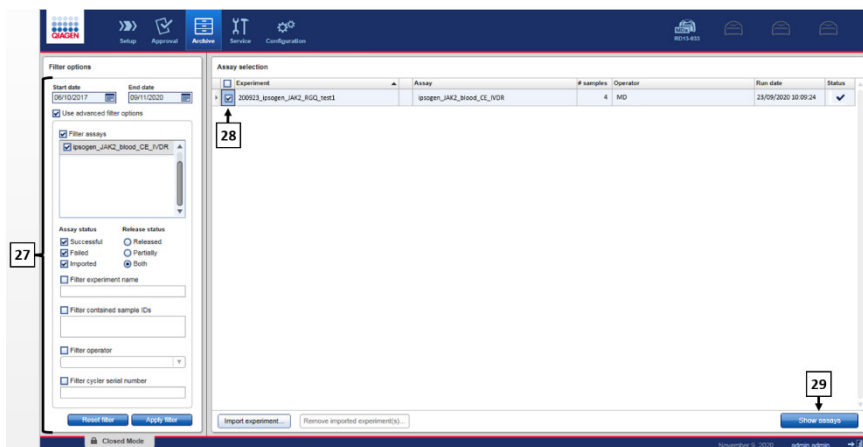 QIAGEN
Setup Approval Archive Service Configuration
RD13-633
Filter options
Start date End date
06/10/2017 09/11/2020
Use advanced filter options
Filter assays
ipsogen_JAK2_blood_CE_IVDR
Assay status Release status
Successful Released
Failed Partially
Imported Both
Filter experiment name
Filter contained sample IDs
Filter operator
Filter cycler serial number
Reset filter Apply filter
27
Assay selection
Experiment Assay # samples Operator Run date Status
200923_ipsogen_JAK2_RGQ_test1 ipsogen_JAK2_blood_CE_IVDR 4 MD 23/09/2020 10:09:24
28
29
Import experiment... Remove imported experiment(s)... Show assays
Closed Mode November 9, 2020 admin admin